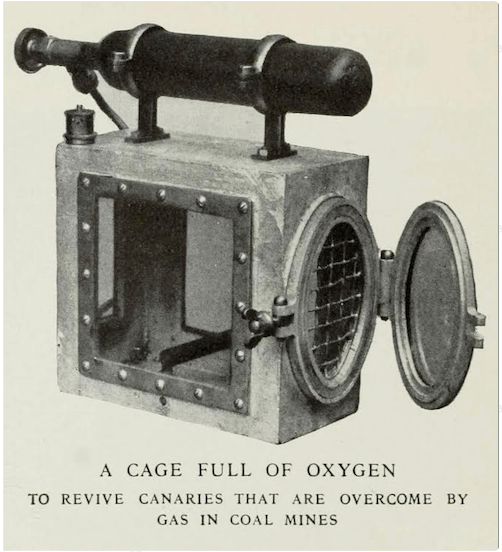 A CAGE FULL OF OXYGEN
TO REVIVE CANARIES THAT ARE OVERCOME BY
GAS IN COAL MINES